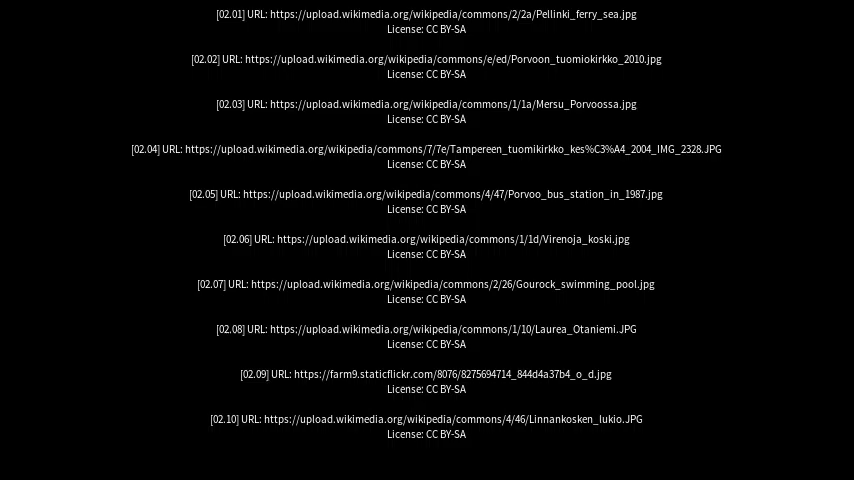 [02.01] URL: https://upload.wikimedia.org/wikipedia/commons/2/2a/Pellinki_ferry_sea.jpg
License: CC BY-SA
[02.02] URL: https://upload.wikimedia.org/wikipedia/commons/e/ed/Porvoon_tuomiokirkko_2010.jpg
License: CC BY-SA
[02.03] URL: https://upload.wikimedia.org/wikipedia/commons/1/1a/Mersu_Porvoossa.jpg
License: CC BY-SA
[02.04] URL: https://upload.wikimedia.org/wikipedia/commons/7/7e/Tampereen_tuomikirkko_kes%C3%A4_2004_IMG_2328.JPG
License: CC BY-SA
[02.05] URL: https://upload.wikimedia.org/wikipedia/commons/4/47/Porvoo_bus_station_in_1987.jpg
License: CC BY-SA
[02.06] URL: https://upload.wikimedia.org/wikipedia/commons/1/1d/Virenoja_koski.jpg
License: CC BY-SA
[02.07] URL: https://upload.wikimedia.org/wikipedia/commons/2/26/Gourock_swimming_pool.jpg
License: CC BY-SA
[02.08] URL: https://upload.wikimedia.org/wikipedia/commons/1/10/Laurea_Otaniemi.JPG
License: CC BY-SA
[02.09] URL: https://farm9.staticflickr.com/8076/8275694714_844d4a37b4_o_d.jpg
License: CC BY-SA
[02.10] URL: https://upload.wikimedia.org/wikipedia/commons/4/46/Linnankosken_lukio.JPG
License: CC BY-SA